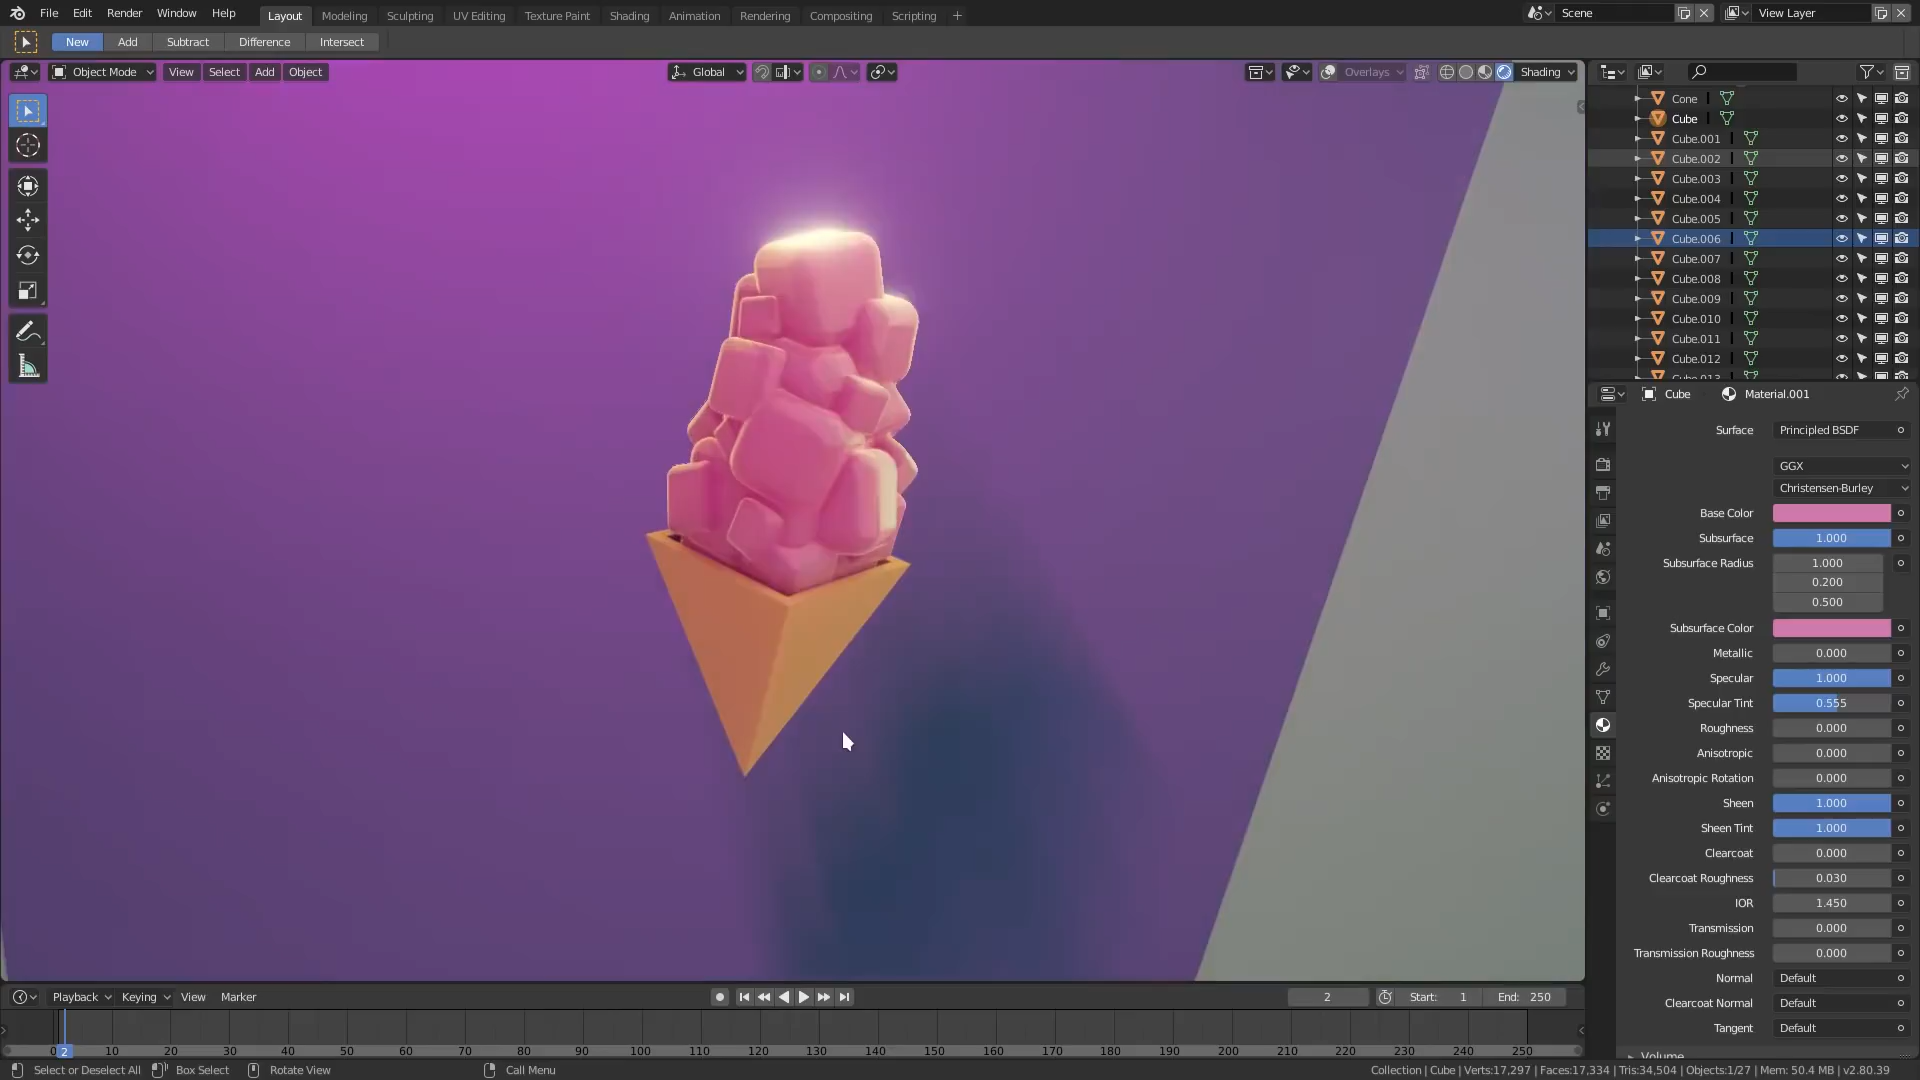 File Edit Render Window Help Layout Modeling Sculpting UV Editing Texture Paint Shading Animation Rendering Compositing Scripting + Scene View Layer
New Add Subtract Difference Intersect
Object Mode View Select Add Object Global Overlays Shading
Cone
Cube
Cube.001
Cube.002
Cube.003
Cube.004
Cube.005
Cube.006
Cube.007
Cube.008
Cube.009
Cube.010
Cube.011
Cube.012
Cube.013
Cube Material.001
Surface Principled BSDF
GGX
Christensen-Burley
Base Color
Subsurface 1.000
Subsurface Radius 1.000
0.200
0.500
Subsurface Color
Metallic 0.000
Specular 1.000
Specular Tint 0.555
Roughness 0.000
Anisotropic 0.000
Anisotropic Rotation 0.000
Sheen 1.000
Sheen Tint 1.000
Clearcoat 0.000
Clearcoat Roughness 0.030
IOR 1.450
Transmission 0.000
Transmission Roughness 0.000
Normal Default
Clearcoat Normal Default
Tangent Default
Volume
Playback Keying View Marker 2 Start: 1 End: 250
0 2 10 20 30 40 50 60 70 80 90 100 110 120 130 140 150 160 170 180 190 200 210 220 230 240 250
Select or Deselect All Box Select Rotate View Call Menu Collection | Cube | Verts:17,297 | Faces:17,334 | Tris:34,504 | Objects:1/27 | Mem: 50.4 MB | v2.80.39